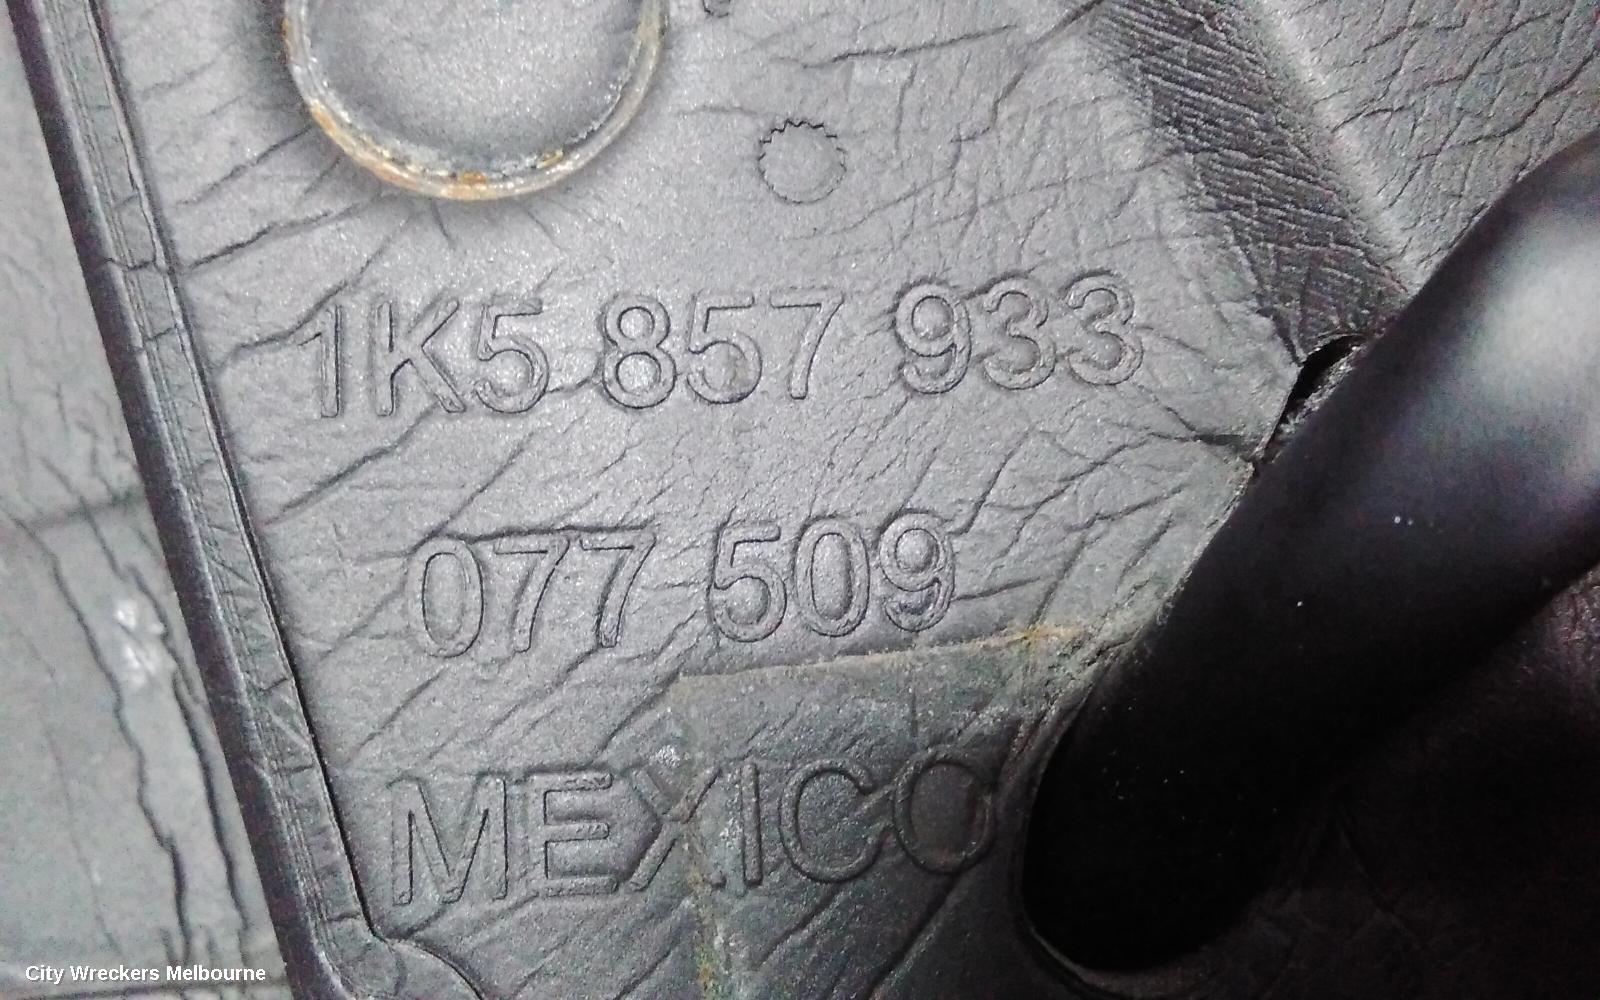 1K5 857 933
077 509
MEXICO
City Wreckers Melbourne